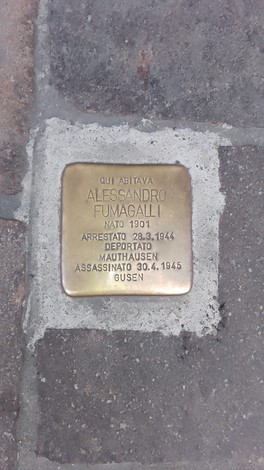 QUI ABITAVA
ALESSANDRO
FUMAGALLI
NATO 1901
ARRESTATO 28.3.1944
DEPORTATO
MAUTHAUSEN
ASSASSINATO 30.4.1945
GUSEN